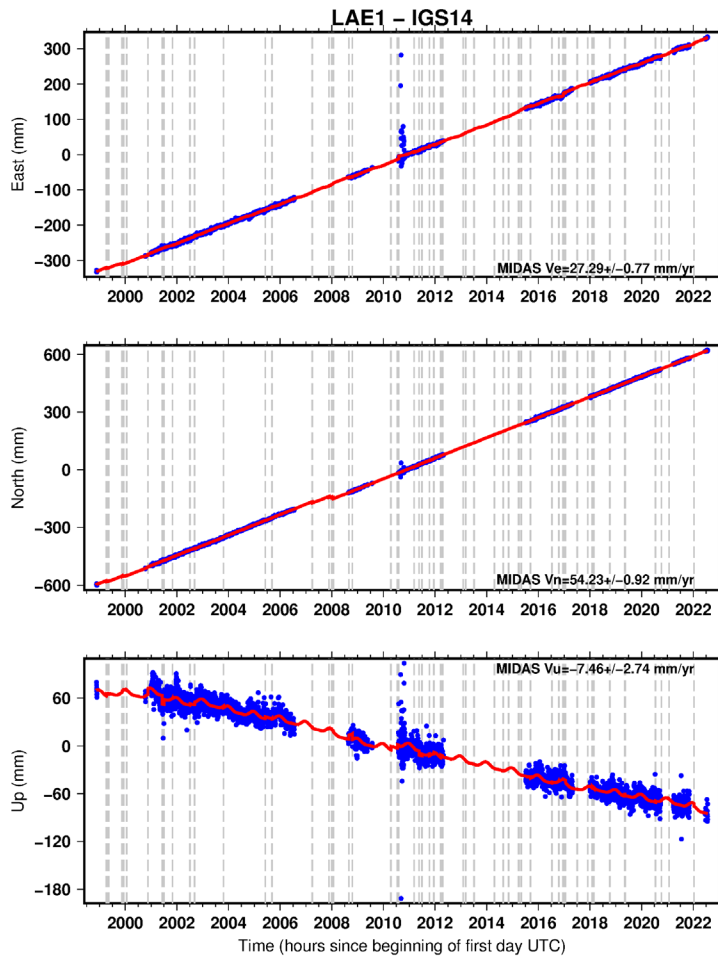 LAE1 − IGS14
300
200
100
0
−100
−200
−300
East (mm)
MIDAS Ve=27.29+/−0.77 mm/yr
2000 2002 2004 2006 2008 2010 2012 2014 2016 2018 2020 2022
600
300
0
−300
−600
North (mm)
MIDAS Vn=54.23+/−0.92 mm/yr
2000 2002 2004 2006 2008 2010 2012 2014 2016 2018 2020 2022
MIDAS Vu=−7.46+/−2.74 mm/yr
60
0
−60
−120
−180
Up (mm)
2000 2002 2004 2006 2008 2010 2012 2014 2016 2018 2020 2022
Time (hours since beginning of first day UTC)